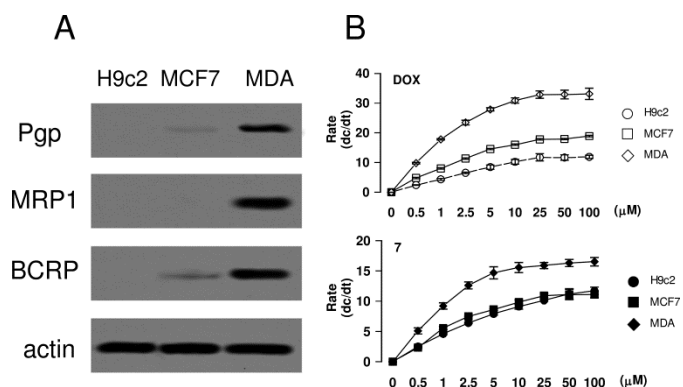 A
H9c2 MCF7 MDA
Pgp
MRP1
BCRP
actin
B
DOX
Rate
(dc/dt)
40
30
20
10
0
H9c2
MCF7
MDA
0 0.5 1 2.5 5 10 25 50 100 (μM)
7
Rate
(dc/dt)
20
15
10
5
0
H9c2
MCF7
MDA
0 0.5 1 2.5 5 10 25 50 100 (μM)